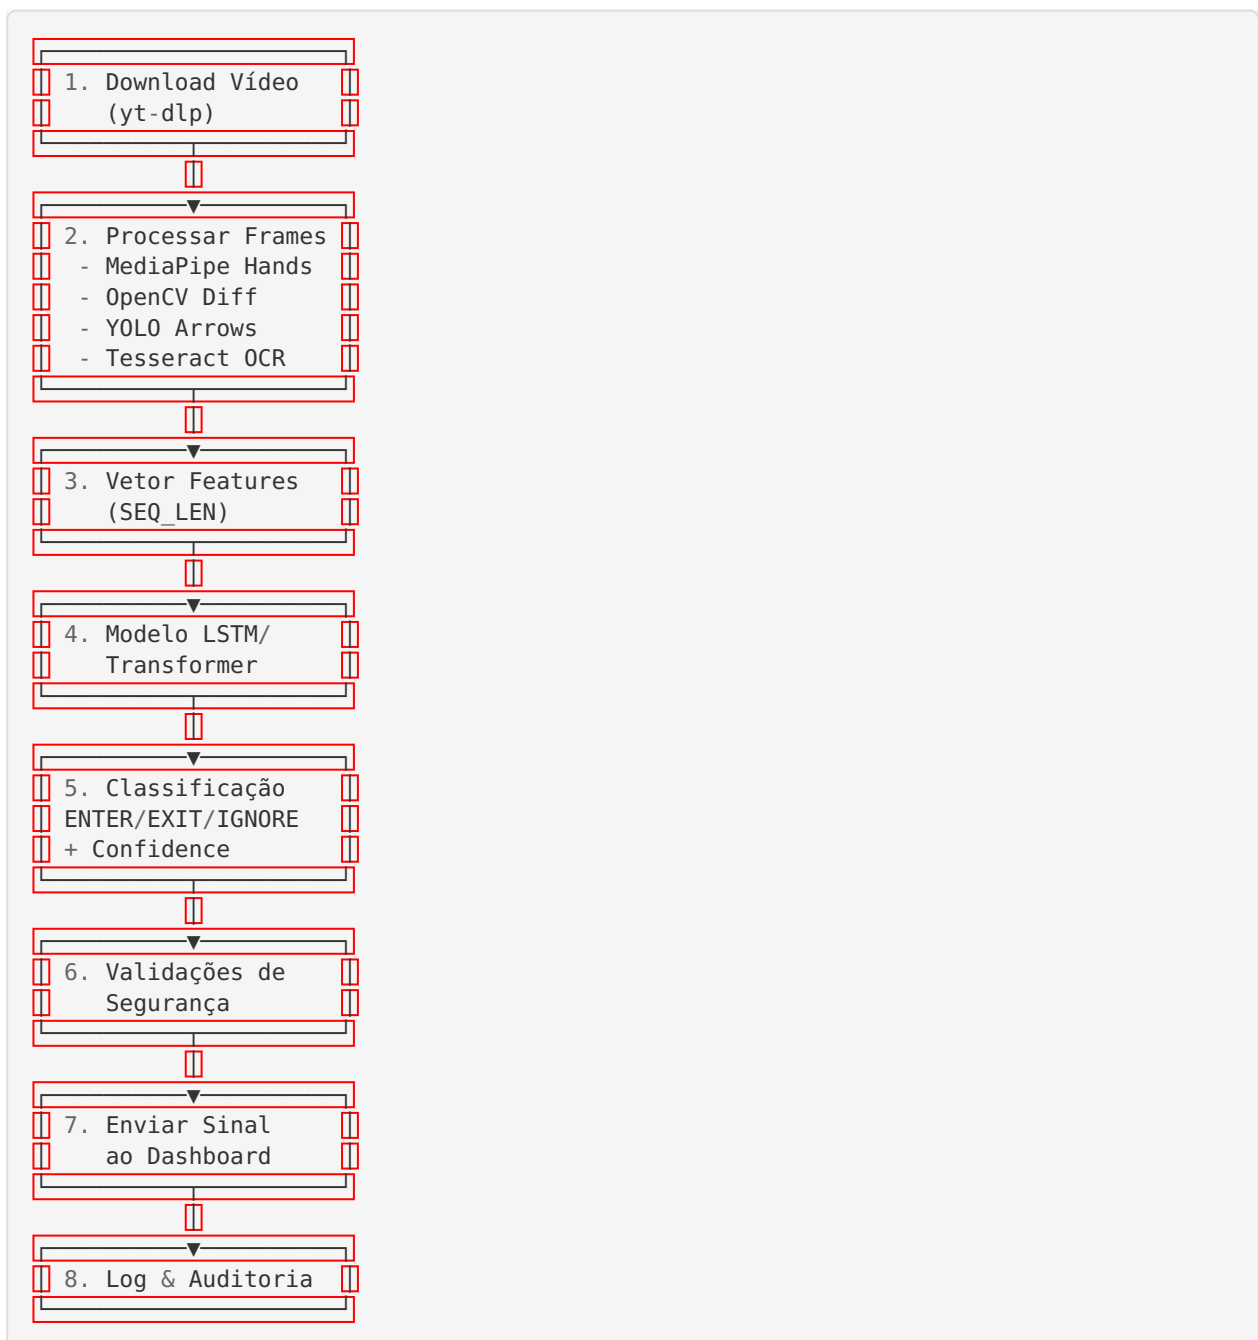 1. Download Vídeo
(yt-dlp)
2. Processar Frames
- MediaPipe Hands
- OpenCV Diff
- YOLO Arrows
- Tesseract OCR
3. Vetor Features
(SEQ_LEN)
4. Modelo LSTM/
Transformer
5. Classificação
ENTER/EXIT/IGNORE
+ Confidence
6. Validações de
Segurança
7. Enviar Sinal
ao Dashboard
8. Log & Auditoria